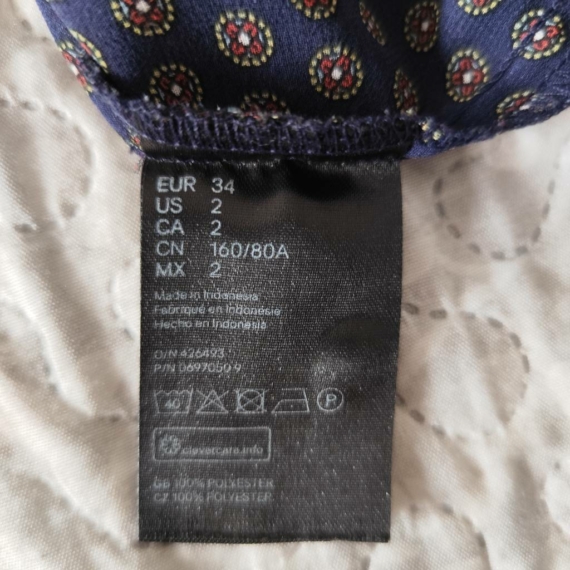 EUR 34
US 2
CA 2
CN 160/80A
MX 2
Made in Indonesia
Fabriqué en Indonésie
Hecho en Indonesia
O/N 426493
P/N 0697050 9
40
P
clevercare.info
GB 100% POLYESTER
CZ 100% POLYESTER